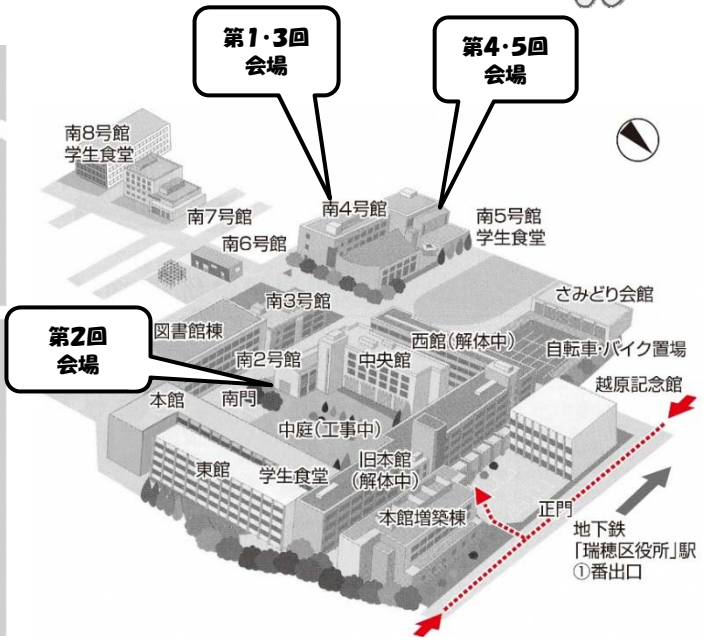 第1・3回
会場
第4・5回
会場
南8号館
学生食堂
南4号館
南7号館
南5号館
学生食堂
南6号館
さみどり会館
南3号館
第2回
会場
図書館棟
西館(解体中)
自転車・バイク置場
南2号館
中央館
越原記念館
本館
南門
中庭(工事中)
東館
学生食堂
旧本館
(解体中)
本館増築棟
正門
地下鉄
「瑞穂区役所」駅
①番出口